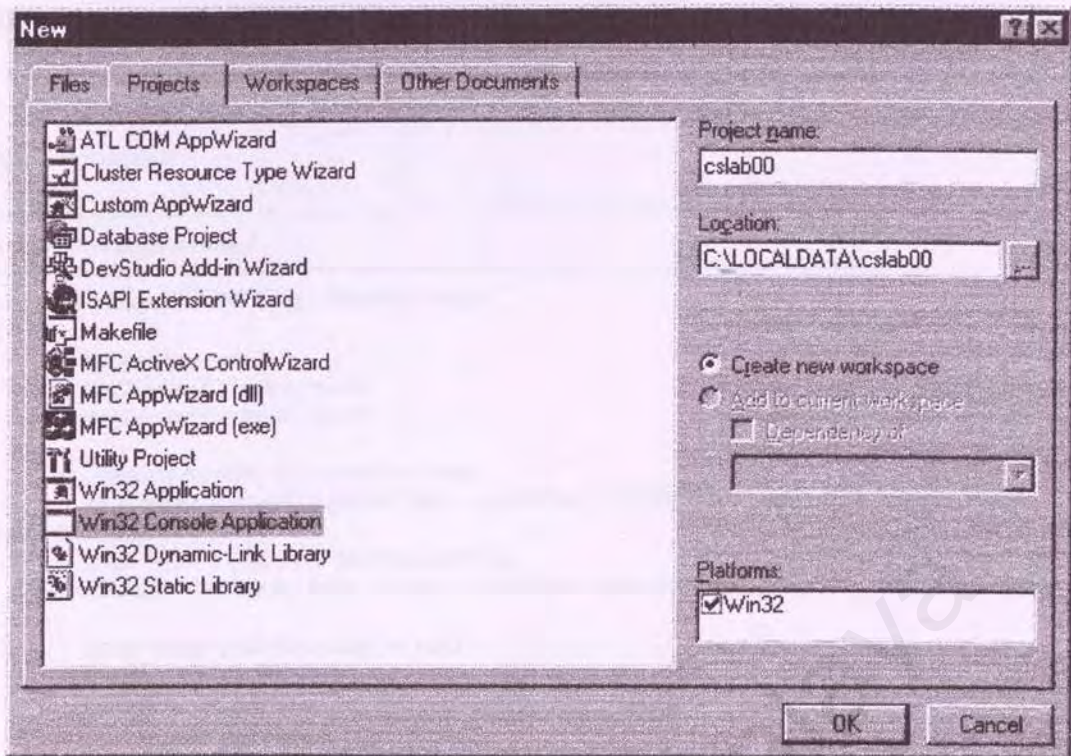 New
Files Projects Workspaces Other Documents
ATL COM AppWizard
Cluster Resource Type Wizard
Custom AppWizard
Database Project
DevStudio Add-in Wizard
ISAPI Extension Wizard
Makefile
MFC ActiveX ControlWizard
MFC AppWizard (dll)
MFC AppWizard (exe)
Utility Project
Win32 Application
Win32 Console Application
Win32 Dynamic-Link Library
Win32 Static Library
Project name:
cslab00
Location:
C:\LOCALDATA\cslab00
...
Create new workspace
Add to current workspace
Dependency of
Platforms:
Win32
OK Cancel